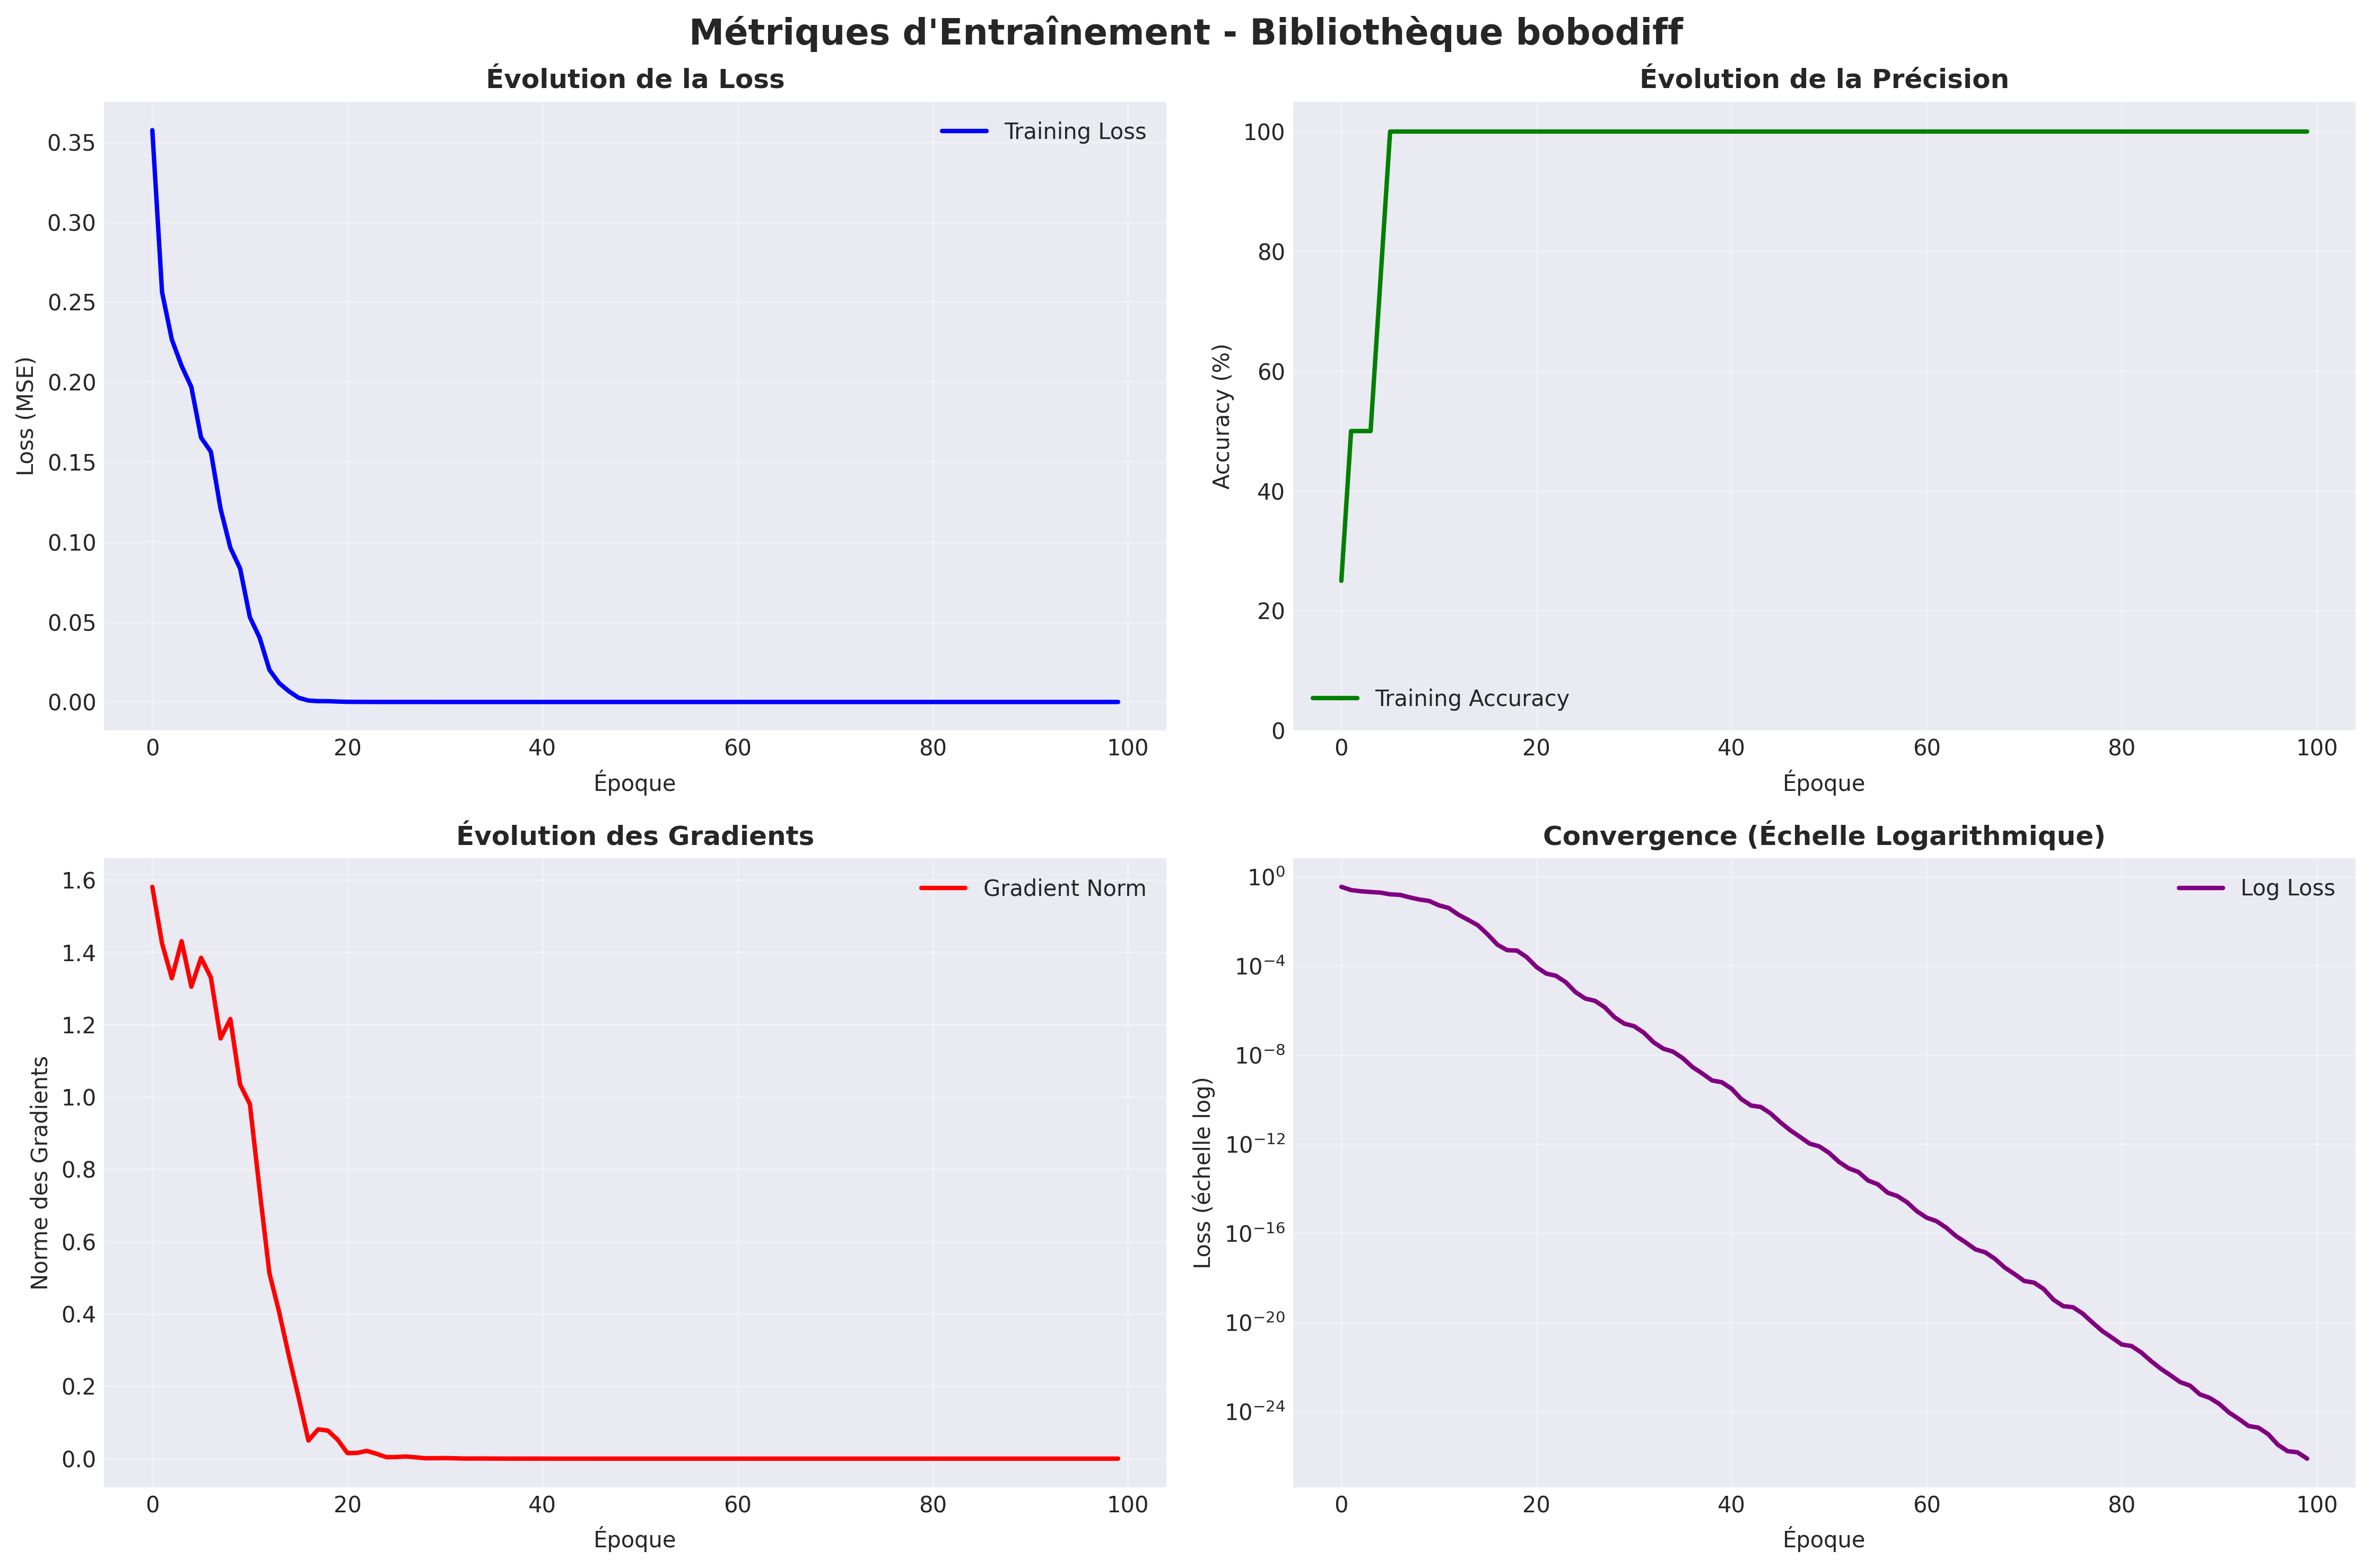 Métriques d'Entraînement - Bibliothèque bobodiff
Évolution de la Loss
Loss (MSE)
0.35
0.30
0.25
0.20
0.15
0.10
0.05
0.00
Training Loss
0 20 40 60 80 100
Époque
Évolution de la Précision
Accuracy (%)
100
80
60
40
20
0
Training Accuracy
0 20 40 60 80 100
Époque
Évolution des Gradients
Norme des Gradients
1.6
1.4
1.2
1.0
0.8
0.6
0.4
0.2
0.0
Gradient Norm
0 20 40 60 80 100
Époque
Convergence (Échelle Logarithmique)
Loss (échelle log)
10⁰
10⁻⁴
10⁻⁸
10⁻¹²
10⁻¹⁶
10⁻²⁰
10⁻²⁴
Log Loss
0 20 40 60 80 100
Époque